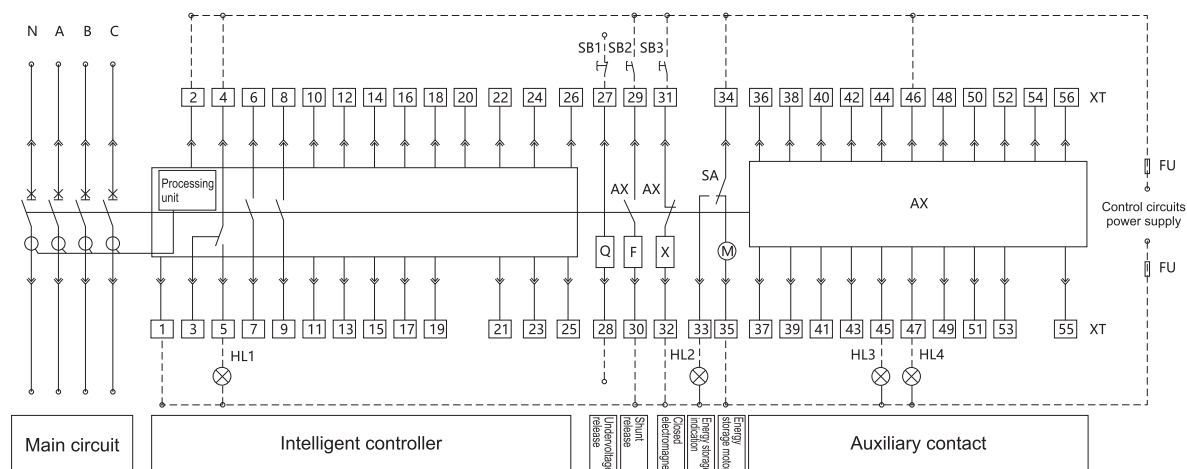 N A B C
SB1 SB2 SB3
2 4 6 8 10 12 14 16 18 20 22 24 26 27 29 31 34 36 38 40 42 44 46 48 50 52 54 56 XT
FU
Processing
unit
AX AX SA
AX
Control circuits
power supply
Q F X M
FU
1 3 5 7 9 11 13 15 17 19 21 23 25 28 30 32 33 35 37 39 41 43 45 47 49 51 53 55 XT
HL1 HL2 HL3 HL4
Main circuit
Intelligent controller
Undervoltage
release
Shunt
release
Closed
Energy storage
indication
Energy
storage motor
Auxiliary contact